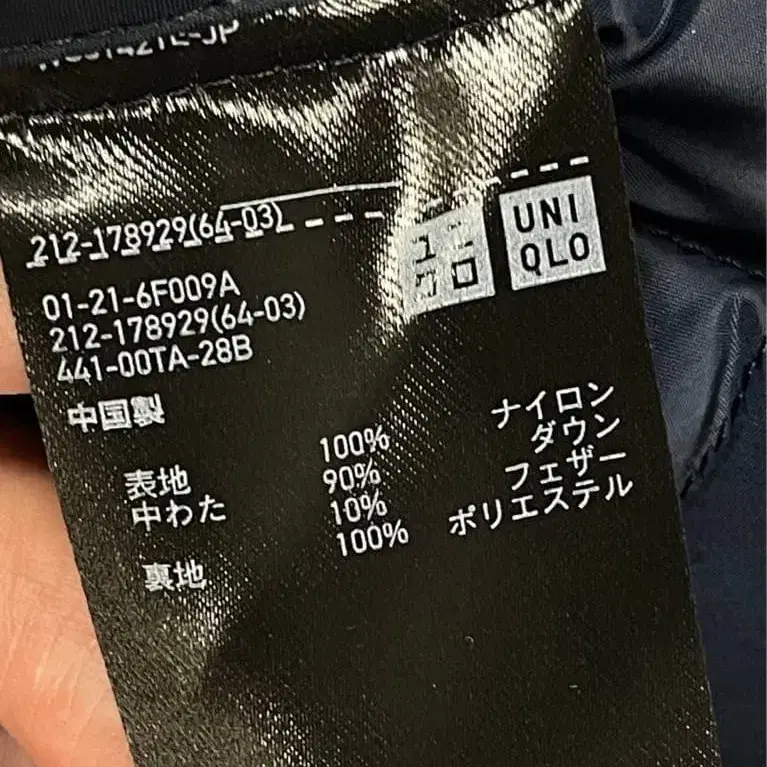 212-178929(64-03)
ユニ
クロ
UNI
QLO
01-21-6F009A
212-178929(64-03)
441-00TA-28B
中国製
表地 100% ナイロン
中わた 90% ダウン
10% フェザー
裏地 100% ポリエステル